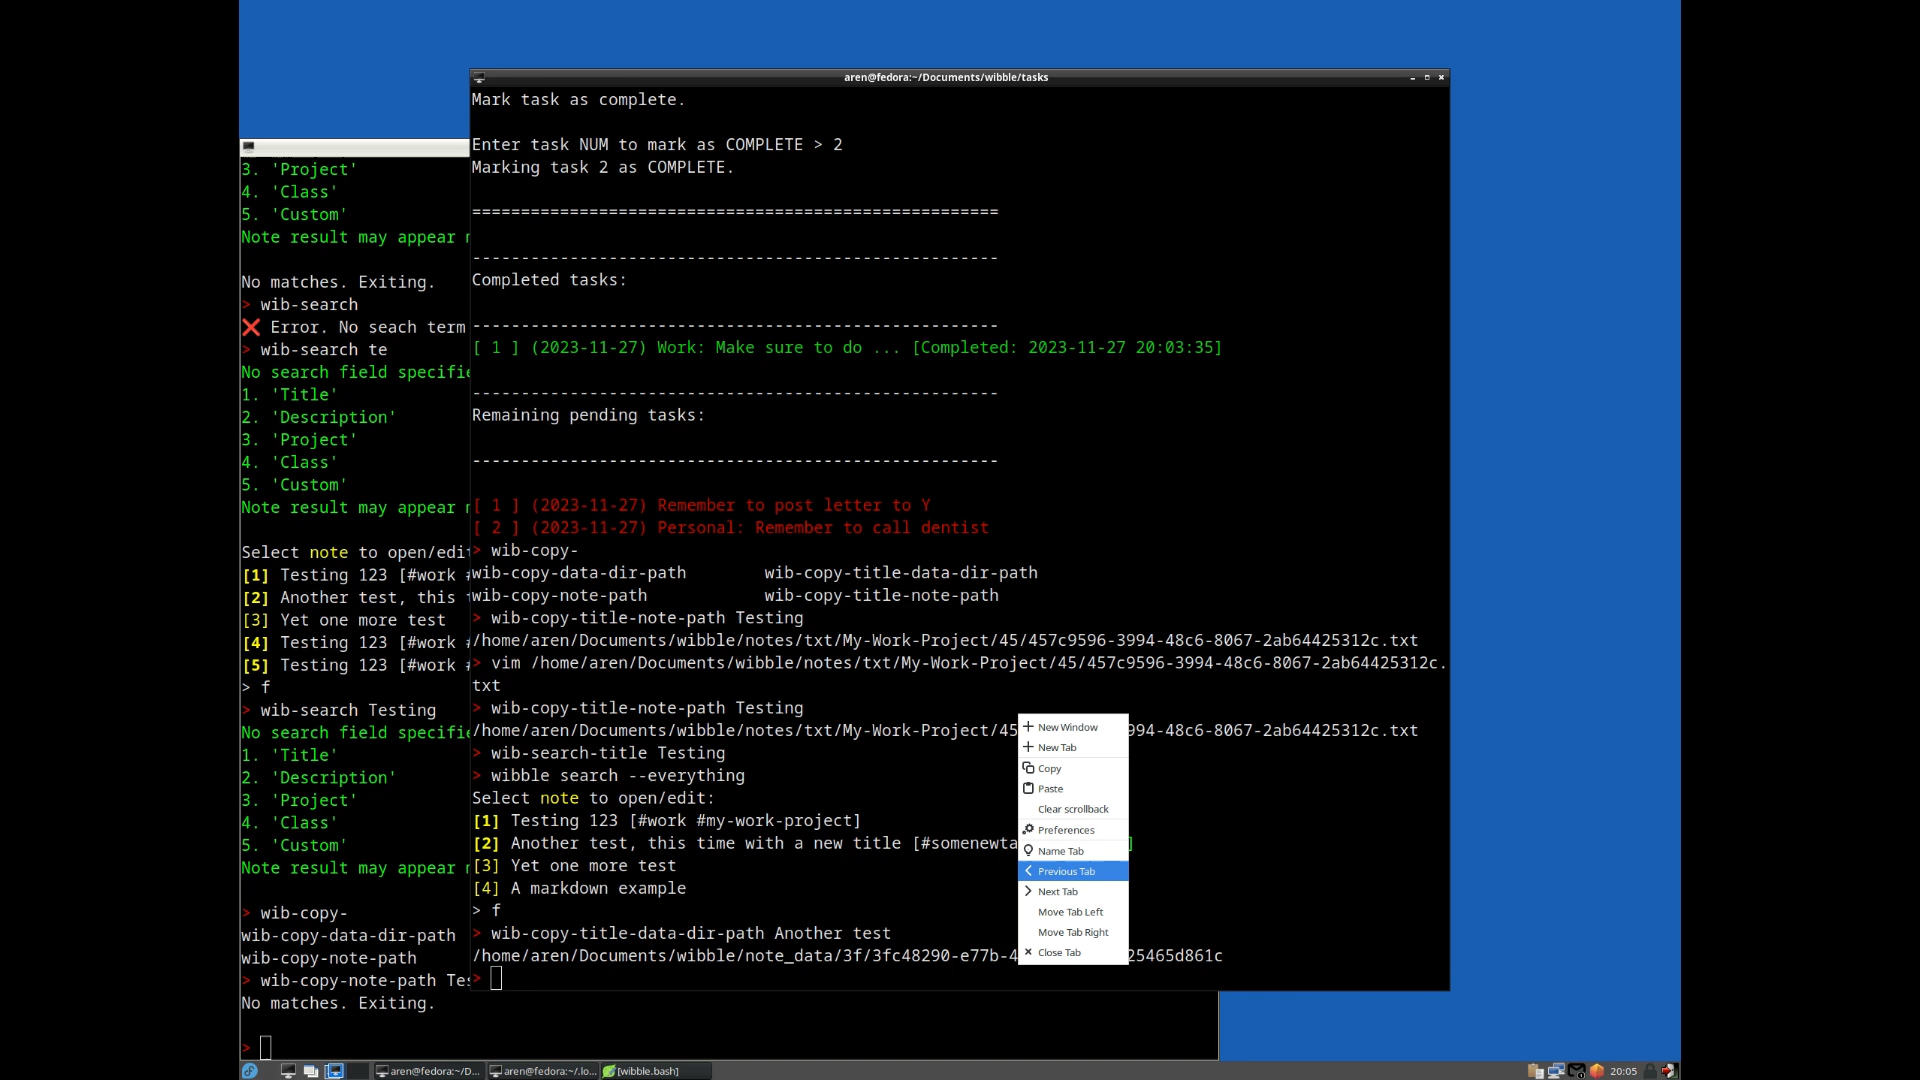 aren@fedora:~/Documents/wibble/tasks
Mark task as complete.
Enter task NUM to mark as COMPLETE > 2
Marking task 2 as COMPLETE.
======================================================
------------------------------------------------------
Completed tasks:
------------------------------------------------------
[ 1 ] (2023-11-27) Work: Make sure to do ... [Completed: 2023-11-27 20:03:35]
------------------------------------------------------
Remaining pending tasks:
------------------------------------------------------
[ 1 ] (2023-11-27) Remember to post letter to Y
[ 2 ] (2023-11-27) Personal: Remember to call dentist
> wib-copy-
wib-copy-data-dir-path wib-copy-title-data-dir-path
wib-copy-note-path wib-copy-title-note-path
> wib-copy-title-note-path Testing
/home/aren/Documents/wibble/notes/txt/My-Work-Project/45/457c9596-3994-48c6-8067-2ab64425312c.txt
> vim /home/aren/Documents/wibble/notes/txt/My-Work-Project/45/457c9596-3994-48c6-8067-2ab64425312c.
txt
> wib-copy-title-note-path Testing
/home/aren/Documents/wibble/notes/txt/My-Work-Project/45 94-48c6-8067-2ab64425312c.txt
> wib-search-title Testing
> wibble search --everything
Select note to open/edit:
[1] Testing 123 [#work #my-work-project]
[2] Another test, this time with a new title [#somenewta ]
[3] Yet one more test
[4] A markdown example
> f
> wib-copy-title-data-dir-path Another test
/home/aren/Documents/wibble/note_data/3f/3fc48290-e77b-4 25465d861c
>
New Window
New Tab
Copy
Paste
Clear scrollback
Preferences
Name Tab
Previous Tab
Next Tab
Move Tab Left
Move Tab Right
Close Tab
3. 'Project'
4. 'Class'
5. 'Custom'
Note result may appear
No matches. Exiting.
> wib-search
❌ Error. No seach term
> wib-search te
No search field specifie
1. 'Title'
2. 'Description'
3. 'Project'
4. 'Class'
5. 'Custom'
Note result may appear
Select note to open/edi
[1] Testing 123 [#work
[2] Another test, this
[3] Yet one more test
[4] Testing 123 [#work
[5] Testing 123 [#work
> f
> wib-search Testing
No search field specifie
1. 'Title'
2. 'Description'
3. 'Project'
4. 'Class'
5. 'Custom'
Note result may appear
> wib-copy-
wib-copy-data-dir-path
wib-copy-note-path
> wib-copy-note-path Tes
No matches. Exiting.
>
aren@fedora:~/D...
aren@fedora:~/.lo...
[wibble.bash]
20:05